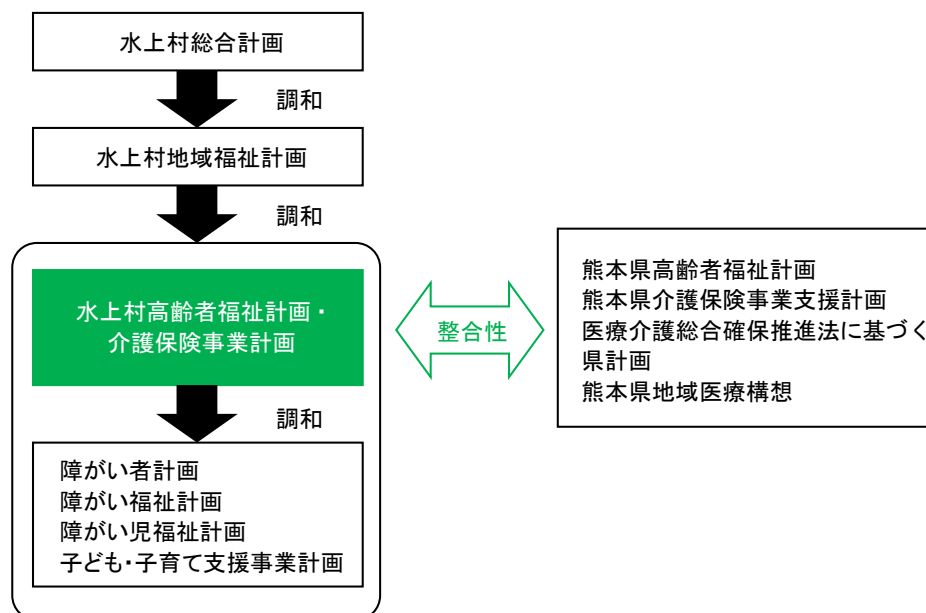 水上村総合計画
調和
水上村地域福祉計画
調和
水上村高齢者福祉計画・
介護保険事業計画
整合性
熊本県高齢者福祉計画
熊本県介護保険事業支援計画
医療介護総合確保推進法に基づく
県計画
熊本県地域医療構想
調和
障がい者計画
障がい福祉計画
障がい児福祉計画
子ども・子育て支援事業計画